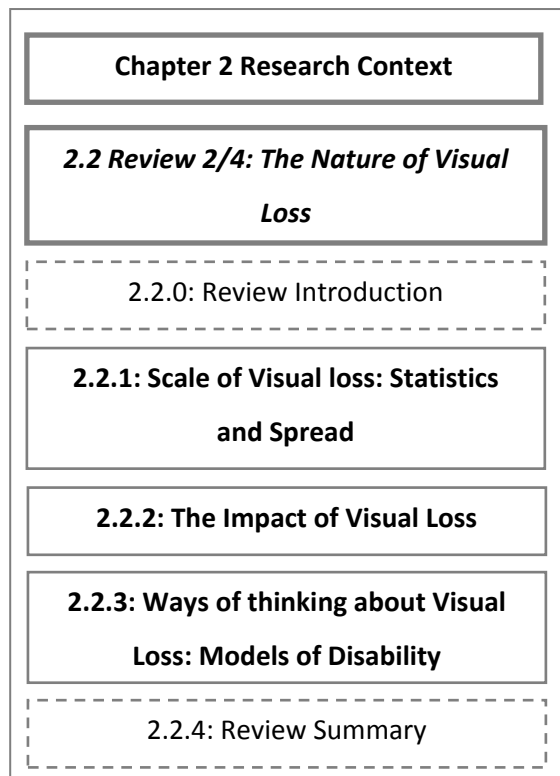 Chapter 2 Research Context
2.2 Review 2/4: The Nature of Visual
Loss
2.2.0: Review Introduction
2.2.1: Scale of Visual loss: Statistics
and Spread
2.2.2: The Impact of Visual Loss
2.2.3: Ways of thinking about Visual
Loss: Models of Disability
2.2.4: Review Summary